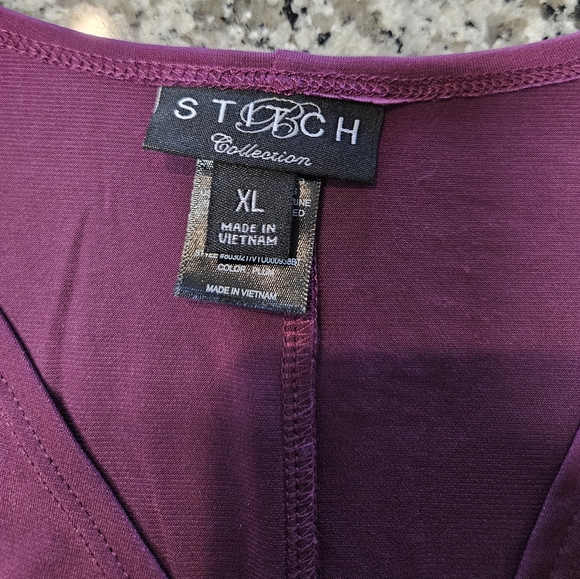 STITCH
B
Collection
XL
MADE IN
VIETNAM
COLOR: PLUM
MADE IN VIETNAM